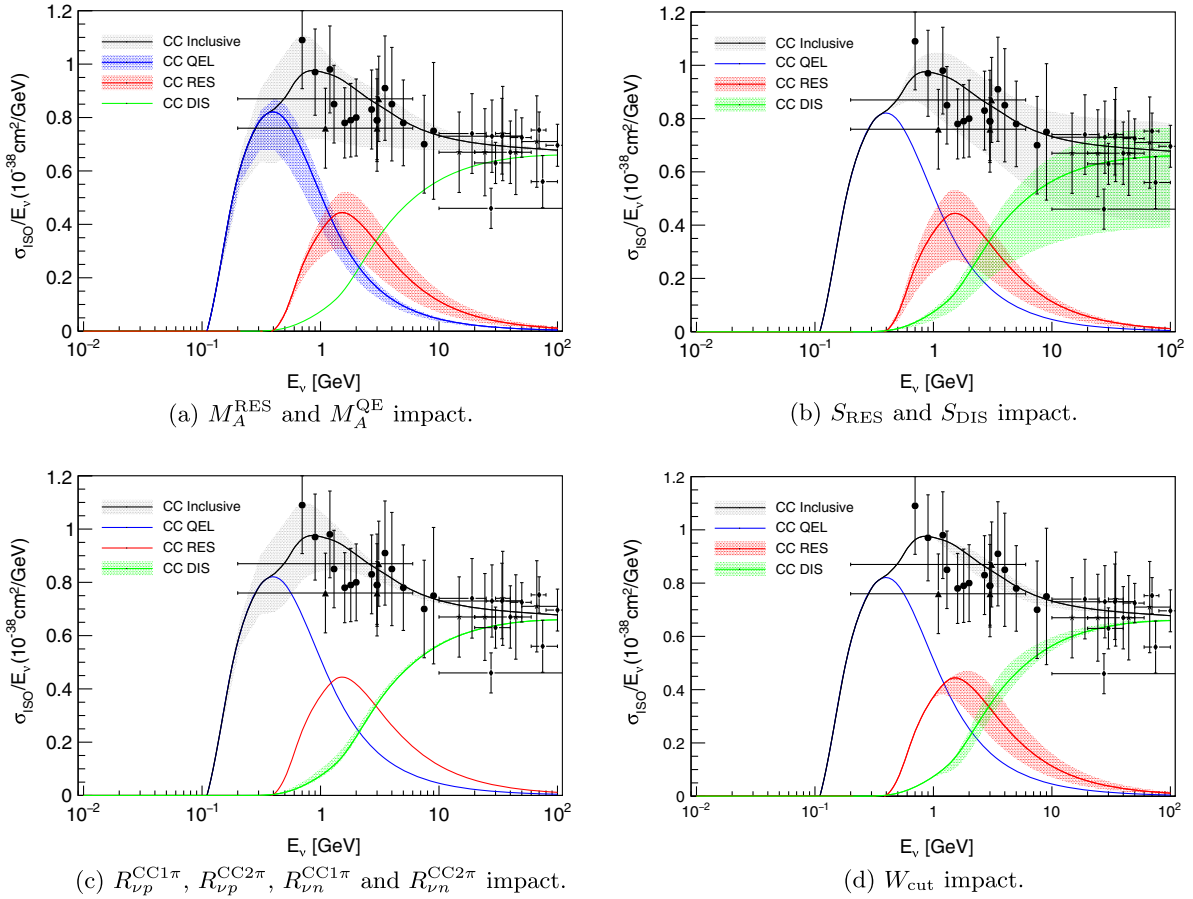 1.2
1
0.8
0.6
0.4
0.2
0
σ_ISO/E_ν (10^-38 cm²/GeV)
CC Inclusive
CC QEL
CC RES
CC DIS
10^-2 10^-1 1 10 10^2
E_ν [GeV]
(a) M_A^RES and M_A^QE impact.
1.2
1
0.8
0.6
0.4
0.2
0
σ_ISO/E_ν (10^-38 cm²/GeV)
CC Inclusive
CC QEL
CC RES
CC DIS
10^-2 10^-1 1 10 10^2
E_ν [GeV]
(b) S_RES and S_DIS impact.
1.2
1
0.8
0.6
0.4
0.2
0
σ_ISO/E_ν (10^-38 cm²/GeV)
CC Inclusive
CC QEL
CC RES
CC DIS
10^-2 10^-1 1 10 10^2
E_ν [GeV]
(c) R_νp^CC1π, R_νp^CC2π, R_νn^CC1π and R_νn^CC2π impact.
1.2
1
0.8
0.6
0.4
0.2
0
σ_ISO/E_ν (10^-38 cm²/GeV)
CC Inclusive
CC QEL
CC RES
CC DIS
10^-2 10^-1 1 10 10^2
E_ν [GeV]
(d) W_cut impact.